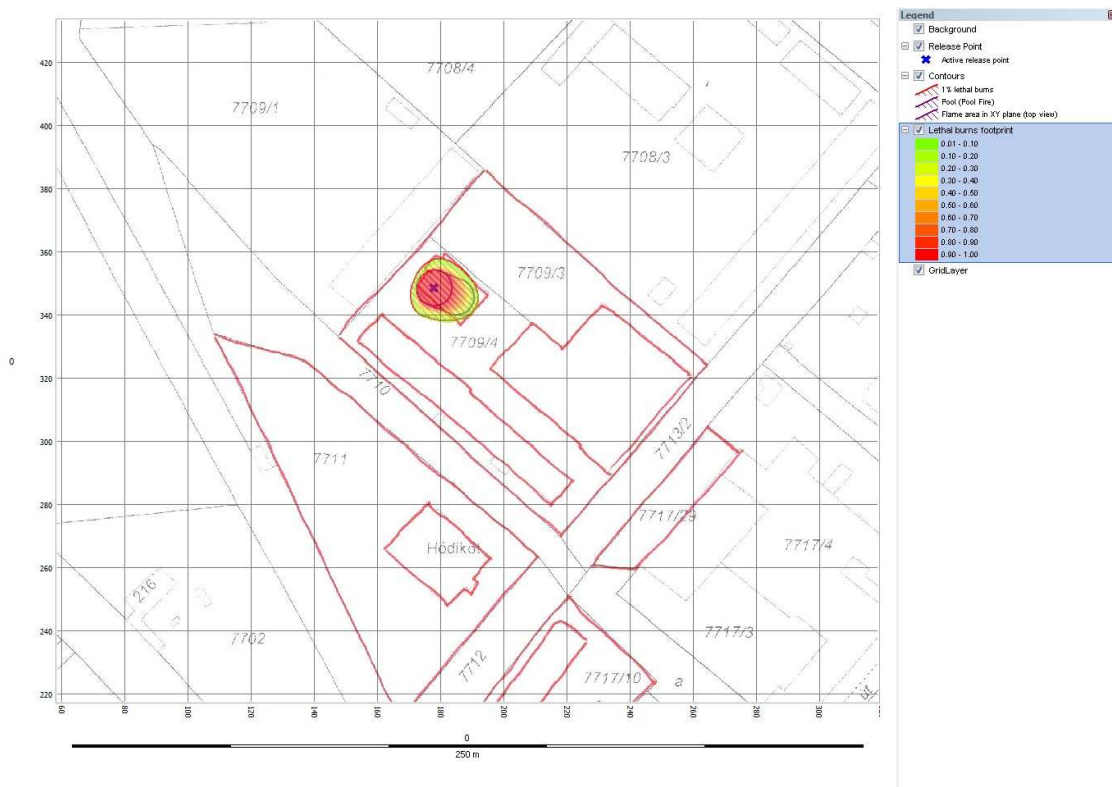 Legend
Background
Release Point
Active release point
Contours
1% lethal burns
Pool (Pool Fire)
Flame area in XY plane (top view)
Lethal burns footprint
0.01 - 0.10
0.10 - 0.20
0.20 - 0.30
0.30 - 0.40
0.40 - 0.50
0.50 - 0.60
0.60 - 0.70
0.70 - 0.80
0.80 - 0.90
0.90 - 1.00
GridLayer
420
400
380
360
340
320
300
280
260
240
220
0
7708/4
7709/1
7708/3
7709/3
7709/4
7710
7713/2
7711
7717/29
Hódikót
7717/4
216
7702
7717/3
7712
7717/10
a
út
60
80
100
120
140
160
180
200
220
240
260
280
300
0
250 m